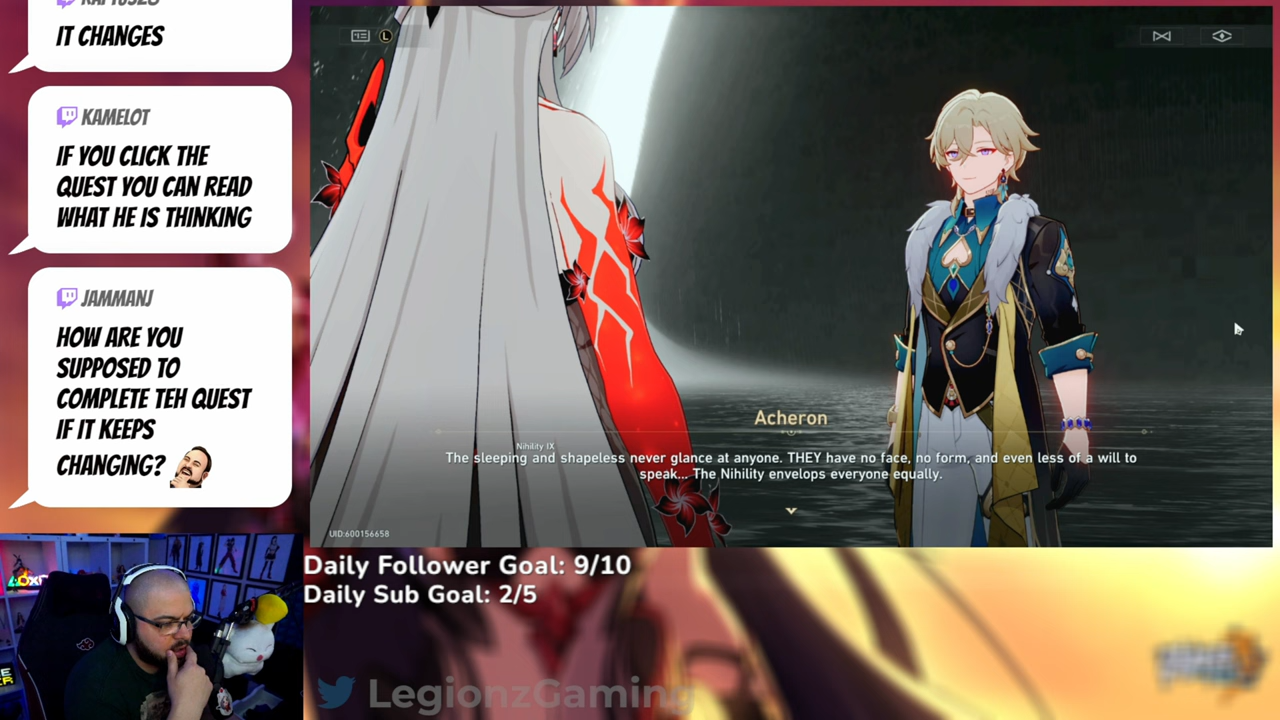 IT CHANGES
KAMELOT
IF YOU CLICK THE
QUEST YOU CAN READ
WHAT HE IS THINKING
JAMMANJ
HOW ARE YOU
SUPPOSED TO
COMPLETE TEH QUEST
IF IT KEEPS
CHANGING?
L
Acheron
Nihility IX
The sleeping and shapeless never glance at anyone. THEY have no face, no form, and even less of a will to
speak... The Nihility envelops everyone equally.
UID:600156658
Daily Follower Goal: 9/10
Daily Sub Goal: 2/5
LegionzGaming